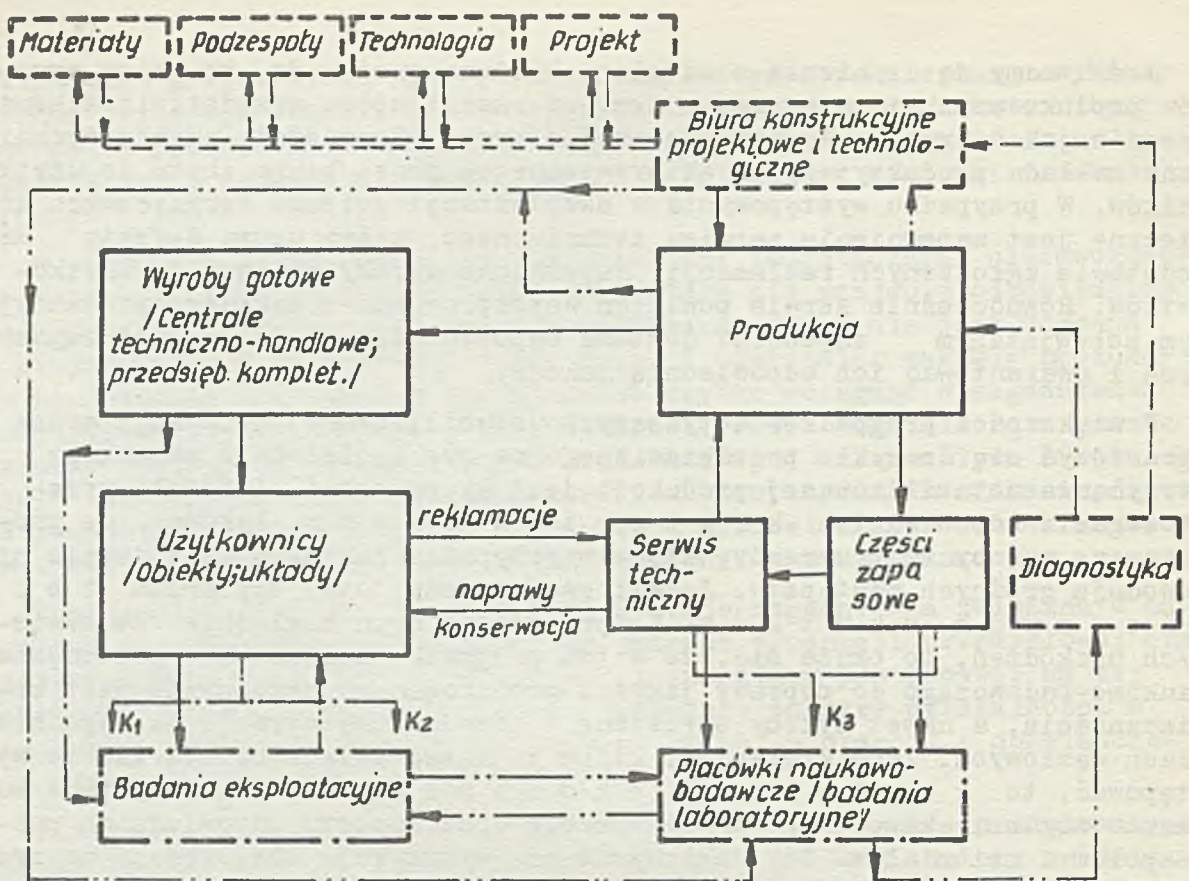 Materiały
Podzespoły
Technologia
Projekt
Biura konstrukcyjne
projektowe i technolo-
giczne
Wyroby gotowe
/Centrale
techniczno-handlowe;
przedsięb. komplet./
Produkcja
Użytkownicy
/obiekty;układy/
reklamacje
naprawy
konserwacja
Serwis
tech-
niczny
Części
zapa
sowe
Diagnostyka
K1
K2
K3
Badania eksploatacyjne
Placówki naukowo-
badawcze /badania
laboratoryjne/